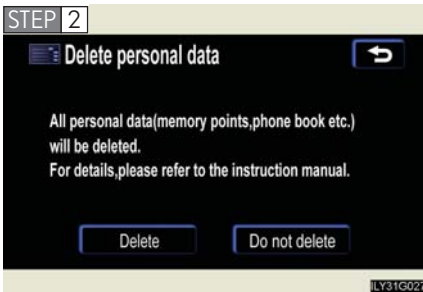 STEP 2
Delete personal data
All personal data(memory points,phone book etc.)
will be deleted.
For details,please refer to the instruction manual.
Delete
Do not delete
ILY31G027